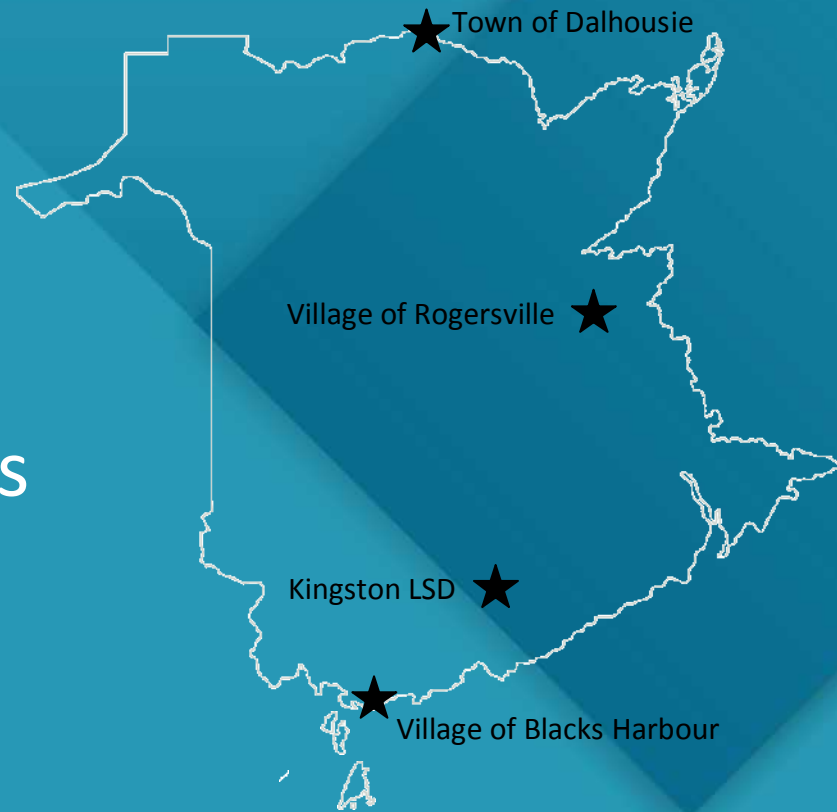 Town of Dalhousie
Village of Rogersville
s
Kingston LSD
Village of Blacks Harbour